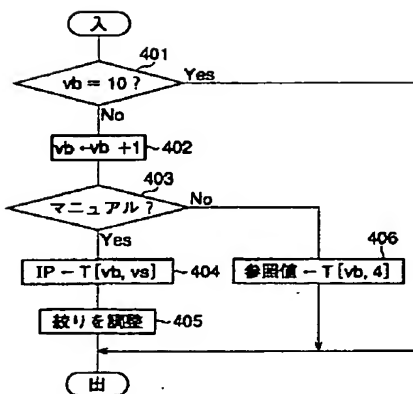 入
401
vb = 10 ?
Yes
No
vb ← vb + 1
402
403
マニュアル ?
No
Yes
406
IP ← T [vb, vs]
404
参照値 ← T [vb, 4]
絞りを調整
405
出